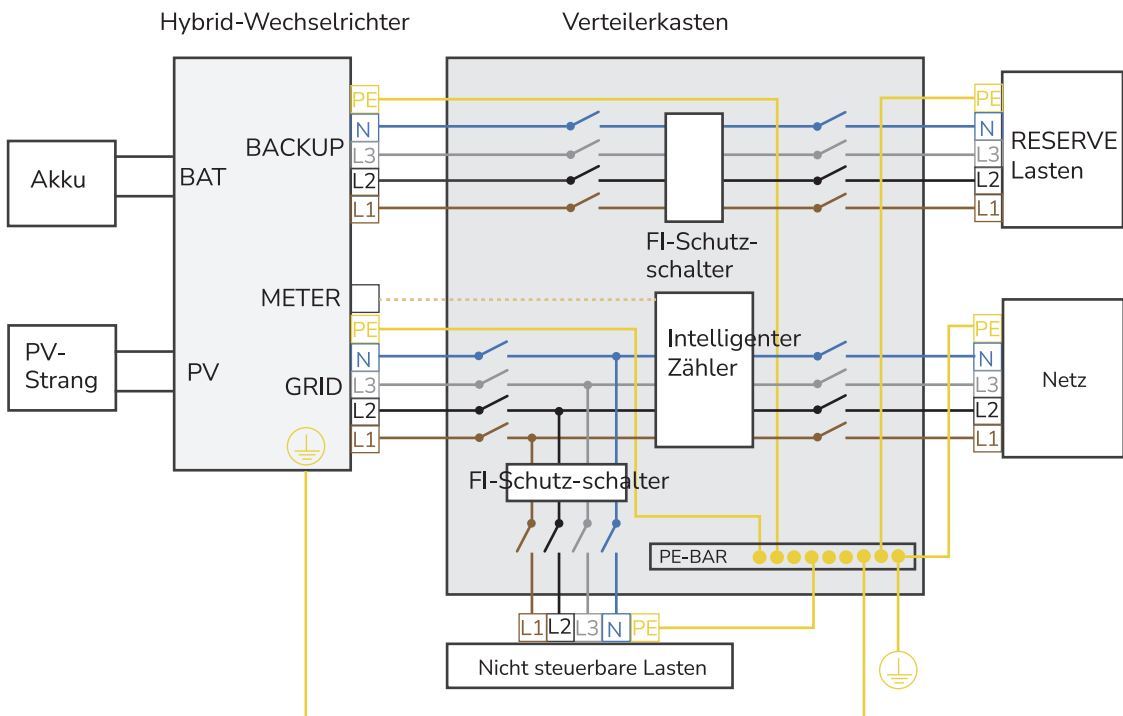 Hybrid-Wechselrichter
Verteilerkasten
PE
N
L3
L2
L1
BACKUP
BAT
Akku
PE
N
L3
L2
L1
RESERVE
Lasten
FI-Schutz-
schalter
METER
PE
N
L3
L2
L1
GRID
PV
PV-
Strang
Intelligenter
Zähler
PE
N
L3
L2
L1
Netz
FI-Schutz-schalter
PE-BAR
L1
L2
L3
N
PE
Nicht steuerbare Lasten